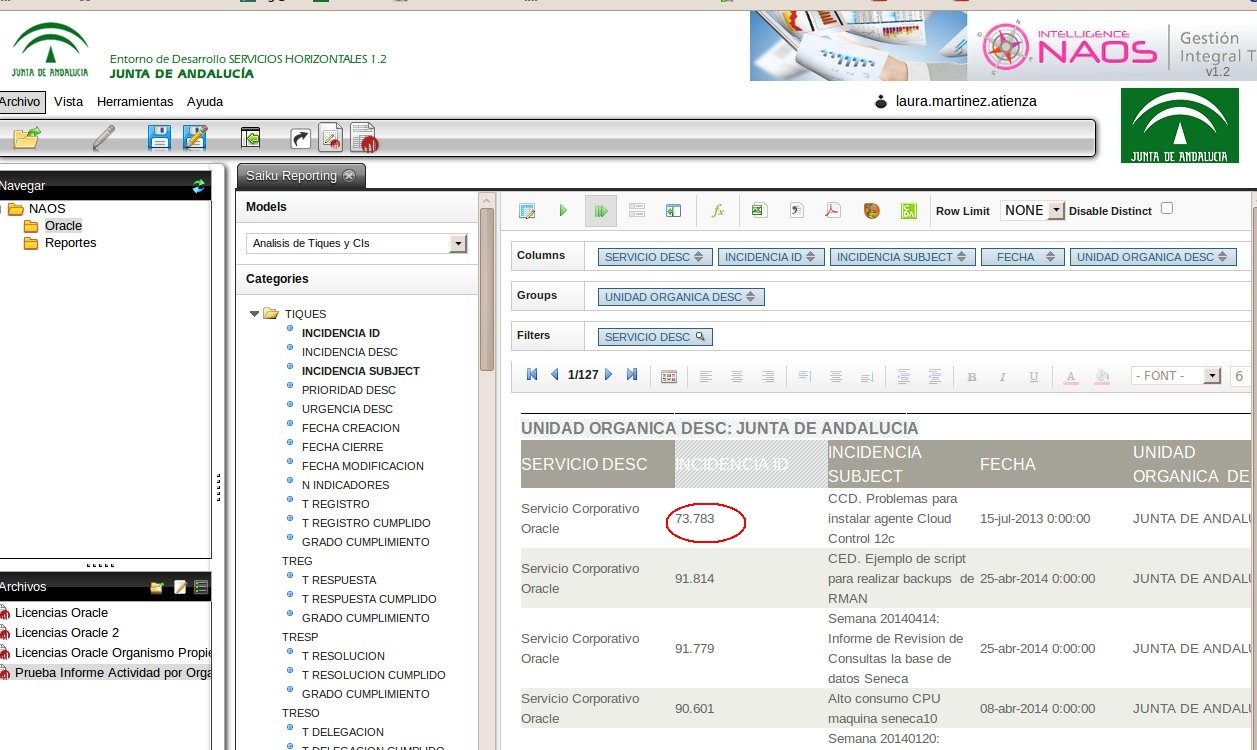 JUNTA DE ANDALUCIA
Entorno de Desarrollo SERVICIOS HORIZONTALES 1.2
JUNTA DE ANDALUCÍA
INTELLIGENCE
NAOS
Gestión
Integral T
v1.2
Archivo Vista Herramientas Ayuda
laura.martinez.atienza
JUNTA DE ANDALUCIA
Navegar
NAOS
Oracle
Reportes
Archivos
Licencias Oracle
Licencias Oracle 2
Licencias Oracle Organismo Propie
Prueba Informe Actividad por Orga
Saiku Reporting
Models
Analisis de Tiques y CIs
Categories
TIQUES
INCIDENCIA ID
INCIDENCIA DESC
INCIDENCIA SUBJECT
PRIORIDAD DESC
URGENCIA DESC
FECHA CREACION
FECHA CIERRE
FECHA MODIFICACION
N INDICADORES
T REGISTRO
T REGISTRO CUMPLIDO
GRADO CUMPLIMIENTO
TREG
T RESPUESTA
T RESPUESTA CUMPLIDO
GRADO CUMPLIMIENTO
TRESP
T RESOLUCION
T RESOLUCION CUMPLIDO
GRADO CUMPLIMIENTO
TRESO
T DELEGACION
T DELEGACION CUMPLIDO
fx
CDA
Row Limit NONE Disable Distinct
Columns SERVICIO DESC INCIDENCIA ID INCIDENCIA SUBJECT FECHA UNIDAD ORGANICA DESC
Groups UNIDAD ORGANICA DESC
Filters SERVICIO DESC
1/127 B I U A - FONT - 6
UNIDAD ORGANICA DESC: JUNTA DE ANDALUCIA
SERVICIO DESC INCIDENCIA ID INCIDENCIA SUBJECT FECHA UNIDAD ORGANICA DE
Servicio Corporativo Oracle 73.783 CCD. Problemas para instalar agente Cloud Control 12c 15-jul-2013 0:00:00 JUNTA DE ANDALU
Servicio Corporativo Oracle 91.814 CED. Ejemplo de script para realizar backups de RMAN 25-abr-2014 0:00:00 JUNTA DE ANDALU
Servicio Corporativo Oracle 91.779 Semana 20140414: Informe de Revision de Consultas la base de datos Seneca 25-abr-2014 0:00:00 JUNTA DE ANDALU
Servicio Corporativo Oracle 90.601 Alto consumo CPU maquina seneca10 08-abr-2014 0:00:00 JUNTA DE ANDALU
Semana 20140120: